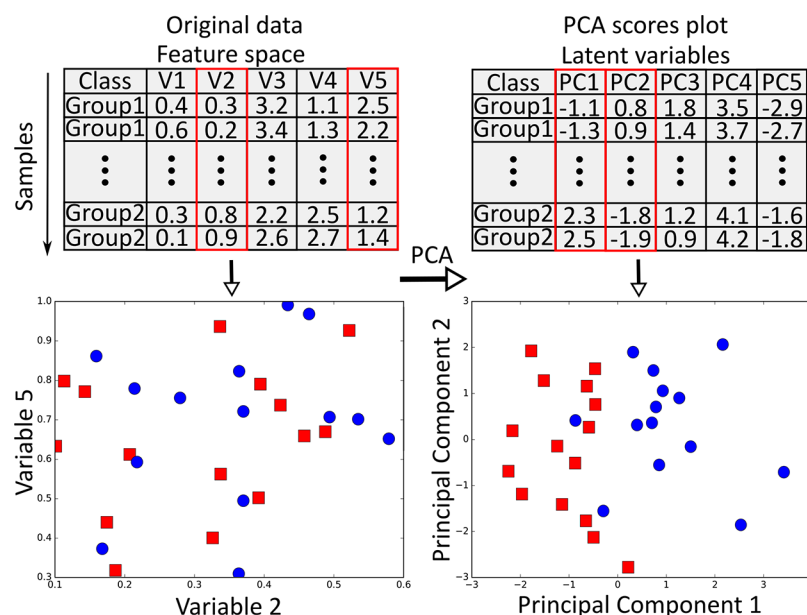 Original data
Feature space
Samples
Class V1 V2 V3 V4 V5
Group1 0.4 0.3 3.2 1.1 2.5
Group1 0.6 0.2 3.4 1.3 2.2
Group2 0.3 0.8 2.2 2.5 1.2
Group2 0.1 0.9 2.6 2.7 1.4
PCA
PCA scores plot
Latent variables
Class PC1 PC2 PC3 PC4 PC5
Group1 -1.1 0.8 1.8 3.5 -2.9
Group1 -1.3 0.9 1.4 3.7 -2.7
Group2 2.3 -1.8 1.2 4.1 -1.6
Group2 2.5 -1.9 0.9 4.2 -1.8
Variable 5
1.0
0.9
0.8
0.7
0.6
0.5
0.4
0.3
0.1 0.2 0.3 0.4 0.5 0.6
Variable 2
Principal Component 2
3
2
1
0
−1
−2
−3
−3 −2 −1 0 1 2 3
Principal Component 1